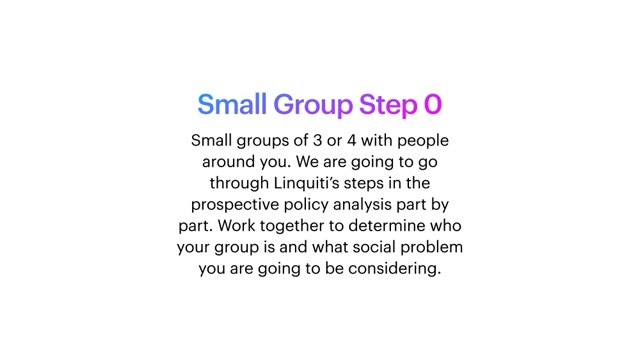 Small Group Step 0
Small groups of 3 or 4 with people
around you. We are going to go
through Linquiti’s steps in the
prospective policy analysis part by
part. Work together to determine who
your group is and what social problem
you are going to be considering.